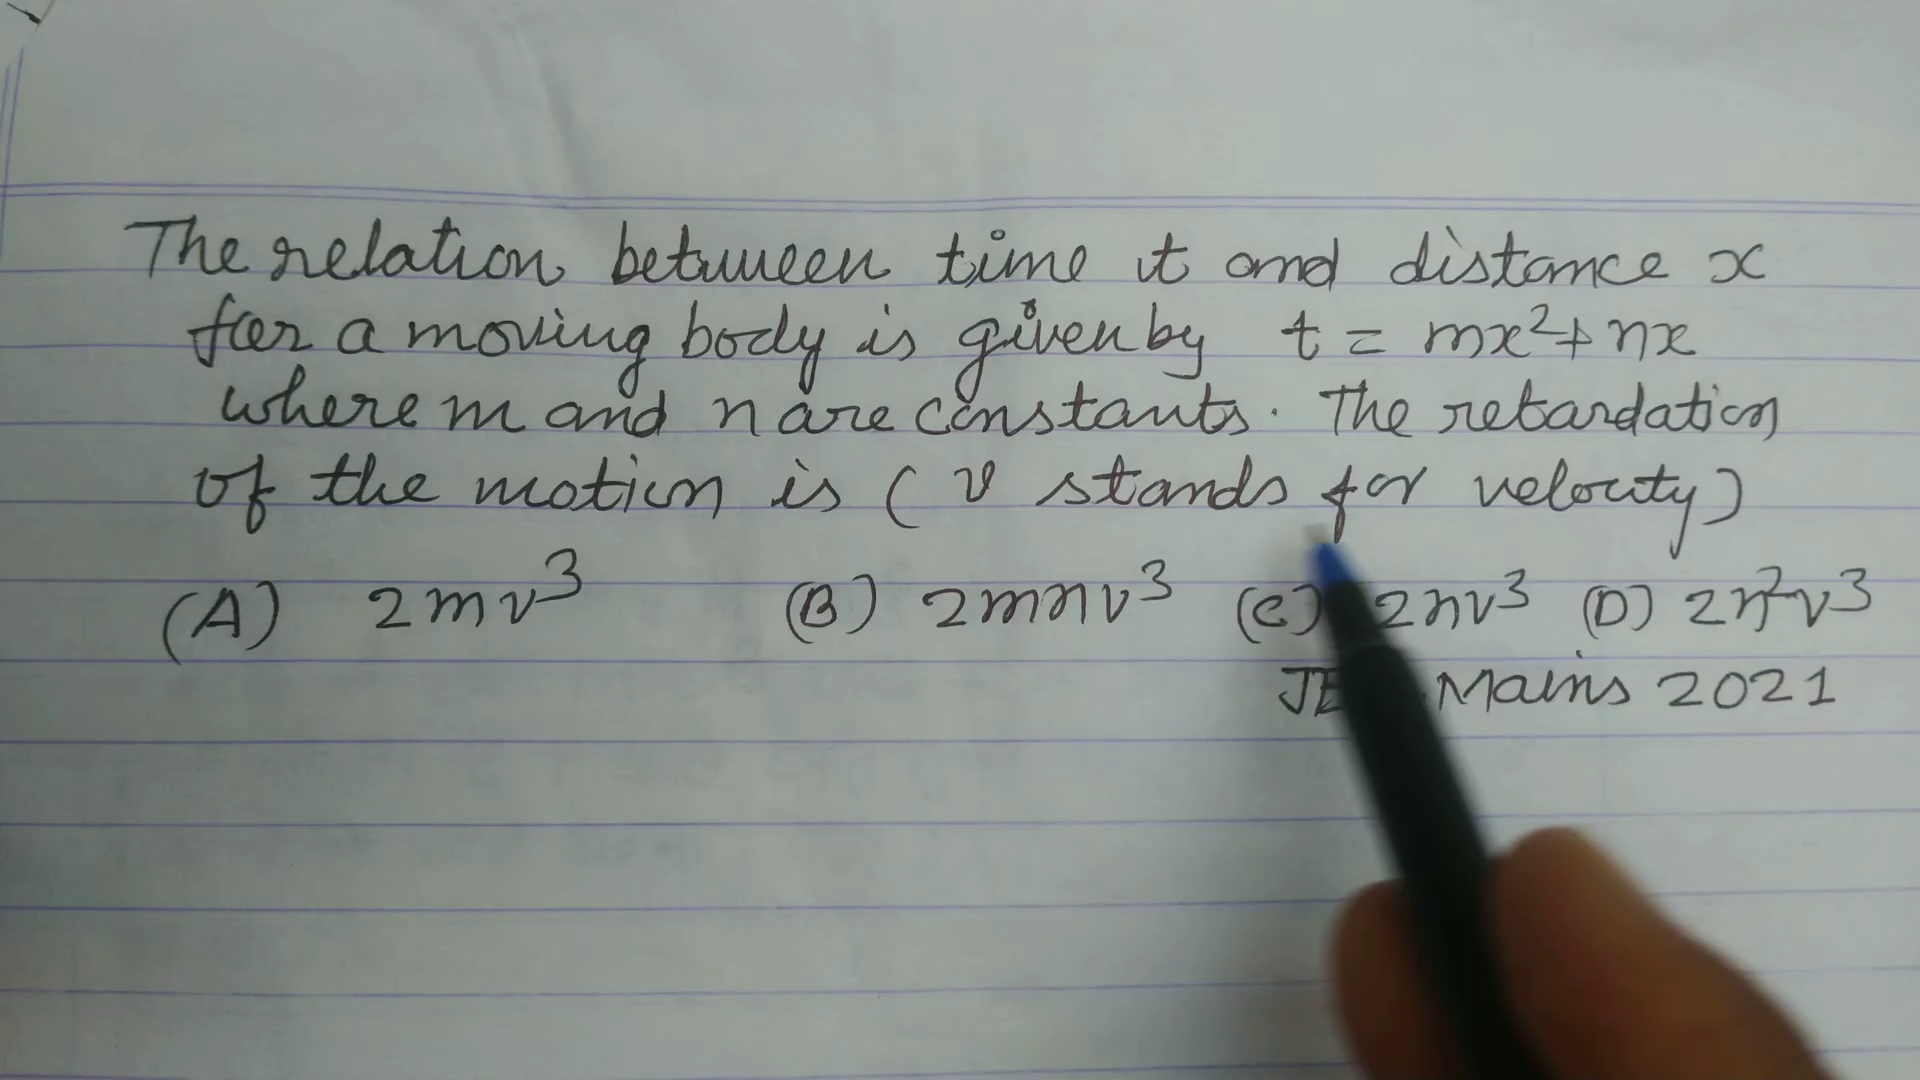 The relation between time t and distance x
for a moving body is given by t = mx² + nx
where m and n are constants. The retardation
of the motion is ( v stands for velocity)
(A) 2mv³ (B) 2mnv³ (C) 2nv³ (D) 2n²v³
Mains 2021